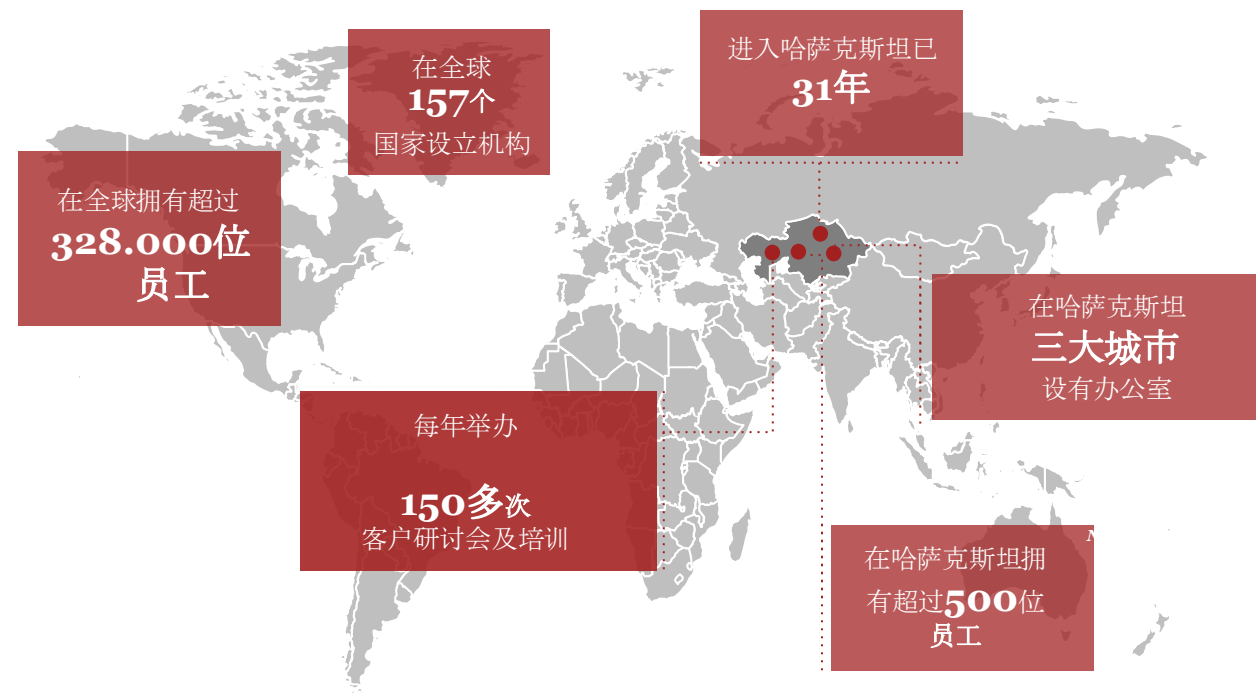 在全球
157个
国家设立机构
进入哈萨克斯坦已
31年
在全球拥有超过
328.000位
员工
在哈萨克斯坦
三大城市
设有办公室
每年举办
150多次
客户研讨会及培训
在哈萨克斯坦拥
有超过500位
员工